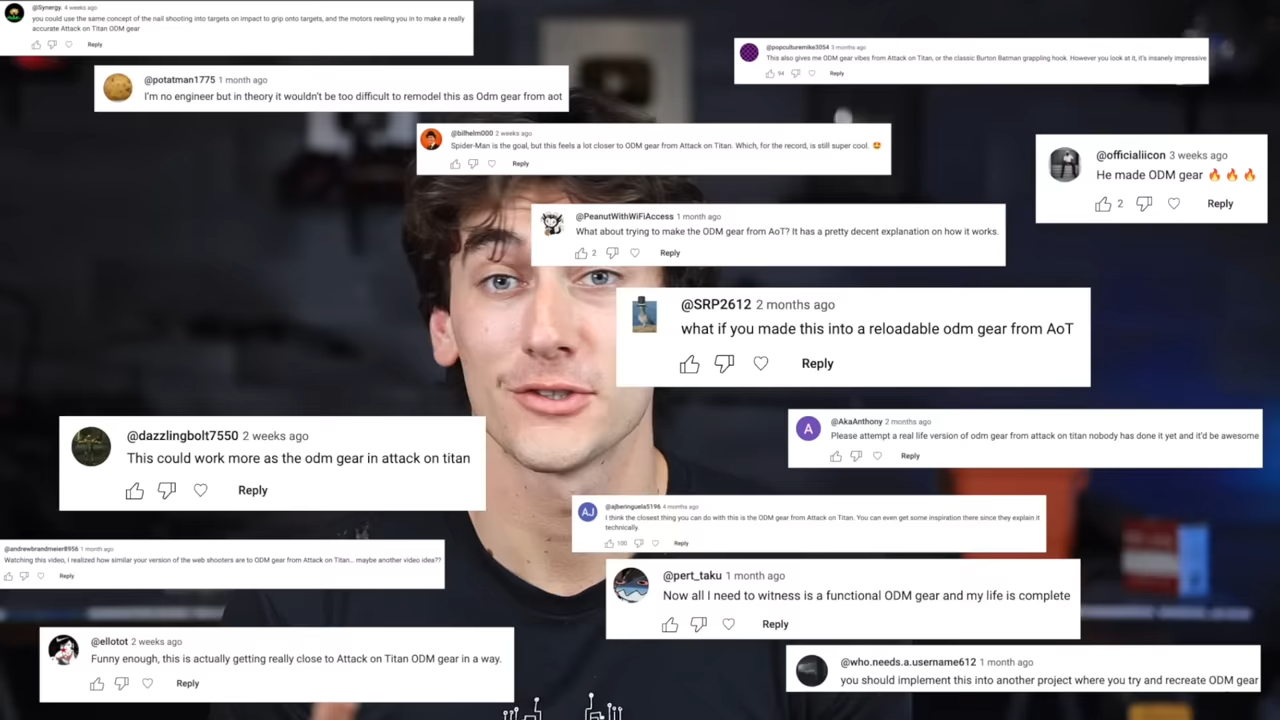 @Synergy. 4 weeks ago
you could use the same concept of the nail shooting into targets on impact to grip onto targets, and the motors reeling you in to make a really
accurate Attack on Titan ODM gear
Reply
@popculturemike3054 3 months ago
This also gives me ODM gear vibes from Attack on Titan, or the classic Burton Batman grappling hook. However you look at it, it's insanely impressive
94 Reply
@potatman1775 1 month ago
I'm no engineer but in theory it wouldn't be too difficult to remodel this as Odm gear from aot
@bilhelm000 2 weeks ago
Spider-Man is the goal, but this feels a lot closer to ODM gear from Attack on Titan. Which, for the record, is still super cool. 🤩
Reply
@officialiicon 3 weeks ago
He made ODM gear 🔥🔥🔥
2 Reply
@PeanutWithWiFiAccess 1 month ago
What about trying to make the ODM gear from AoT? It has a pretty decent explanation on how it works.
2 Reply
@SRP2612 2 months ago
what if you made this into a reloadable odm gear from AoT
Reply
@dazzlingbolt7550 2 weeks ago
This could work more as the odm gear in attack on titan
Reply
A
@AkaAnthony 2 months ago
Please attempt a real life version of odm gear from attack on titan nobody has done it yet and it'd be awesome
Reply
AJ
@ajberinguela5196 4 months ago
I think the closest thing you can do with this is the ODM gear from Attack on Titan. You can even get some inspiration there since they explain it
technically.
100 Reply
@andrewbrandmeier8956 1 month ago
Watching this video, I realized how similar your version of the web shooters are to ODM gear from Attack on Titan... maybe another video idea??
Reply
@pert_taku 1 month ago
Now all I need to witness is a functional ODM gear and my life is complete
Reply
@ellotot 2 weeks ago
Funny enough, this is actually getting really close to Attack on Titan ODM gear in a way.
Reply
@who.needs.a.username612 1 month ago
you should implement this into another project where you try and recreate ODM gear